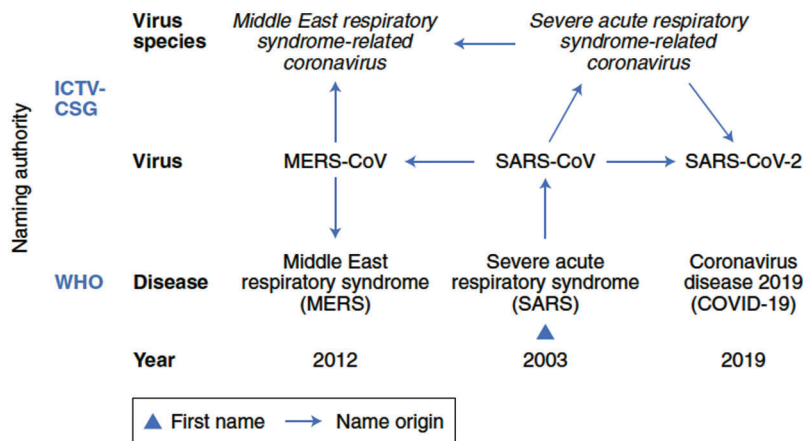 Virus species
Middle East respiratory syndrome-related coronavirus
Severe acute respiratory syndrome-related coronavirus
Naming authority
ICTV-CSG
Virus
MERS-CoV
SARS-CoV
SARS-CoV-2
WHO
Disease
Middle East respiratory syndrome (MERS)
Severe acute respiratory syndrome (SARS)
Coronavirus disease 2019 (COVID-19)
Year
2012
2003
2019
First name
Name origin